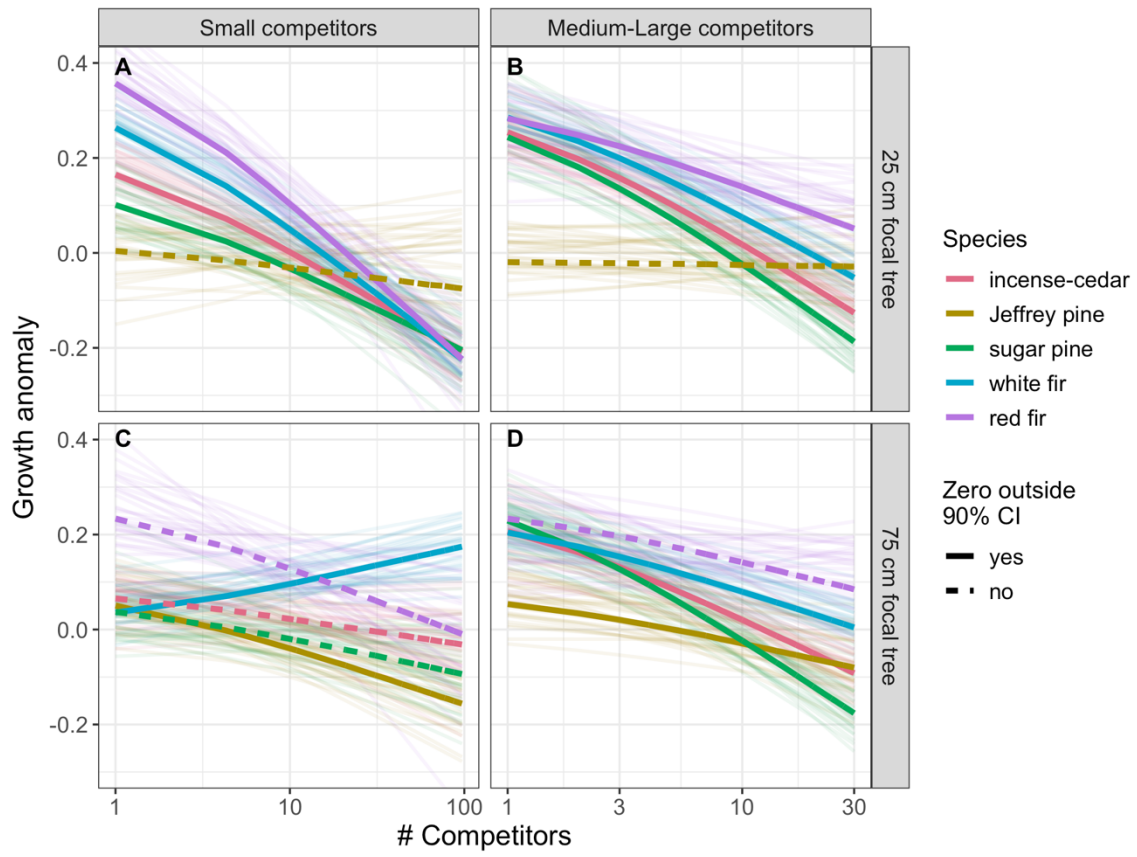 Small competitors
Medium-Large competitors
A
B
0.4
0.2
0.0
-0.2
25 cm focal tree
C
D
0.4
0.2
0.0
-0.2
75 cm focal tree
1
10
100
1
3
10
30
# Competitors
Growth anomaly
Species
incense-cedar
Jeffrey pine
sugar pine
white fir
red fir
Zero outside
90% CI
yes
no